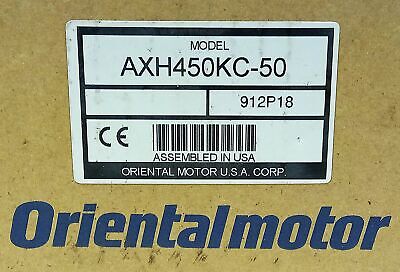 MODEL
AXH450KC-50
912P18
CE
ASSEMBLED IN USA
ORIENTAL MOTOR U.S.A. CORP.
Orientalmotor